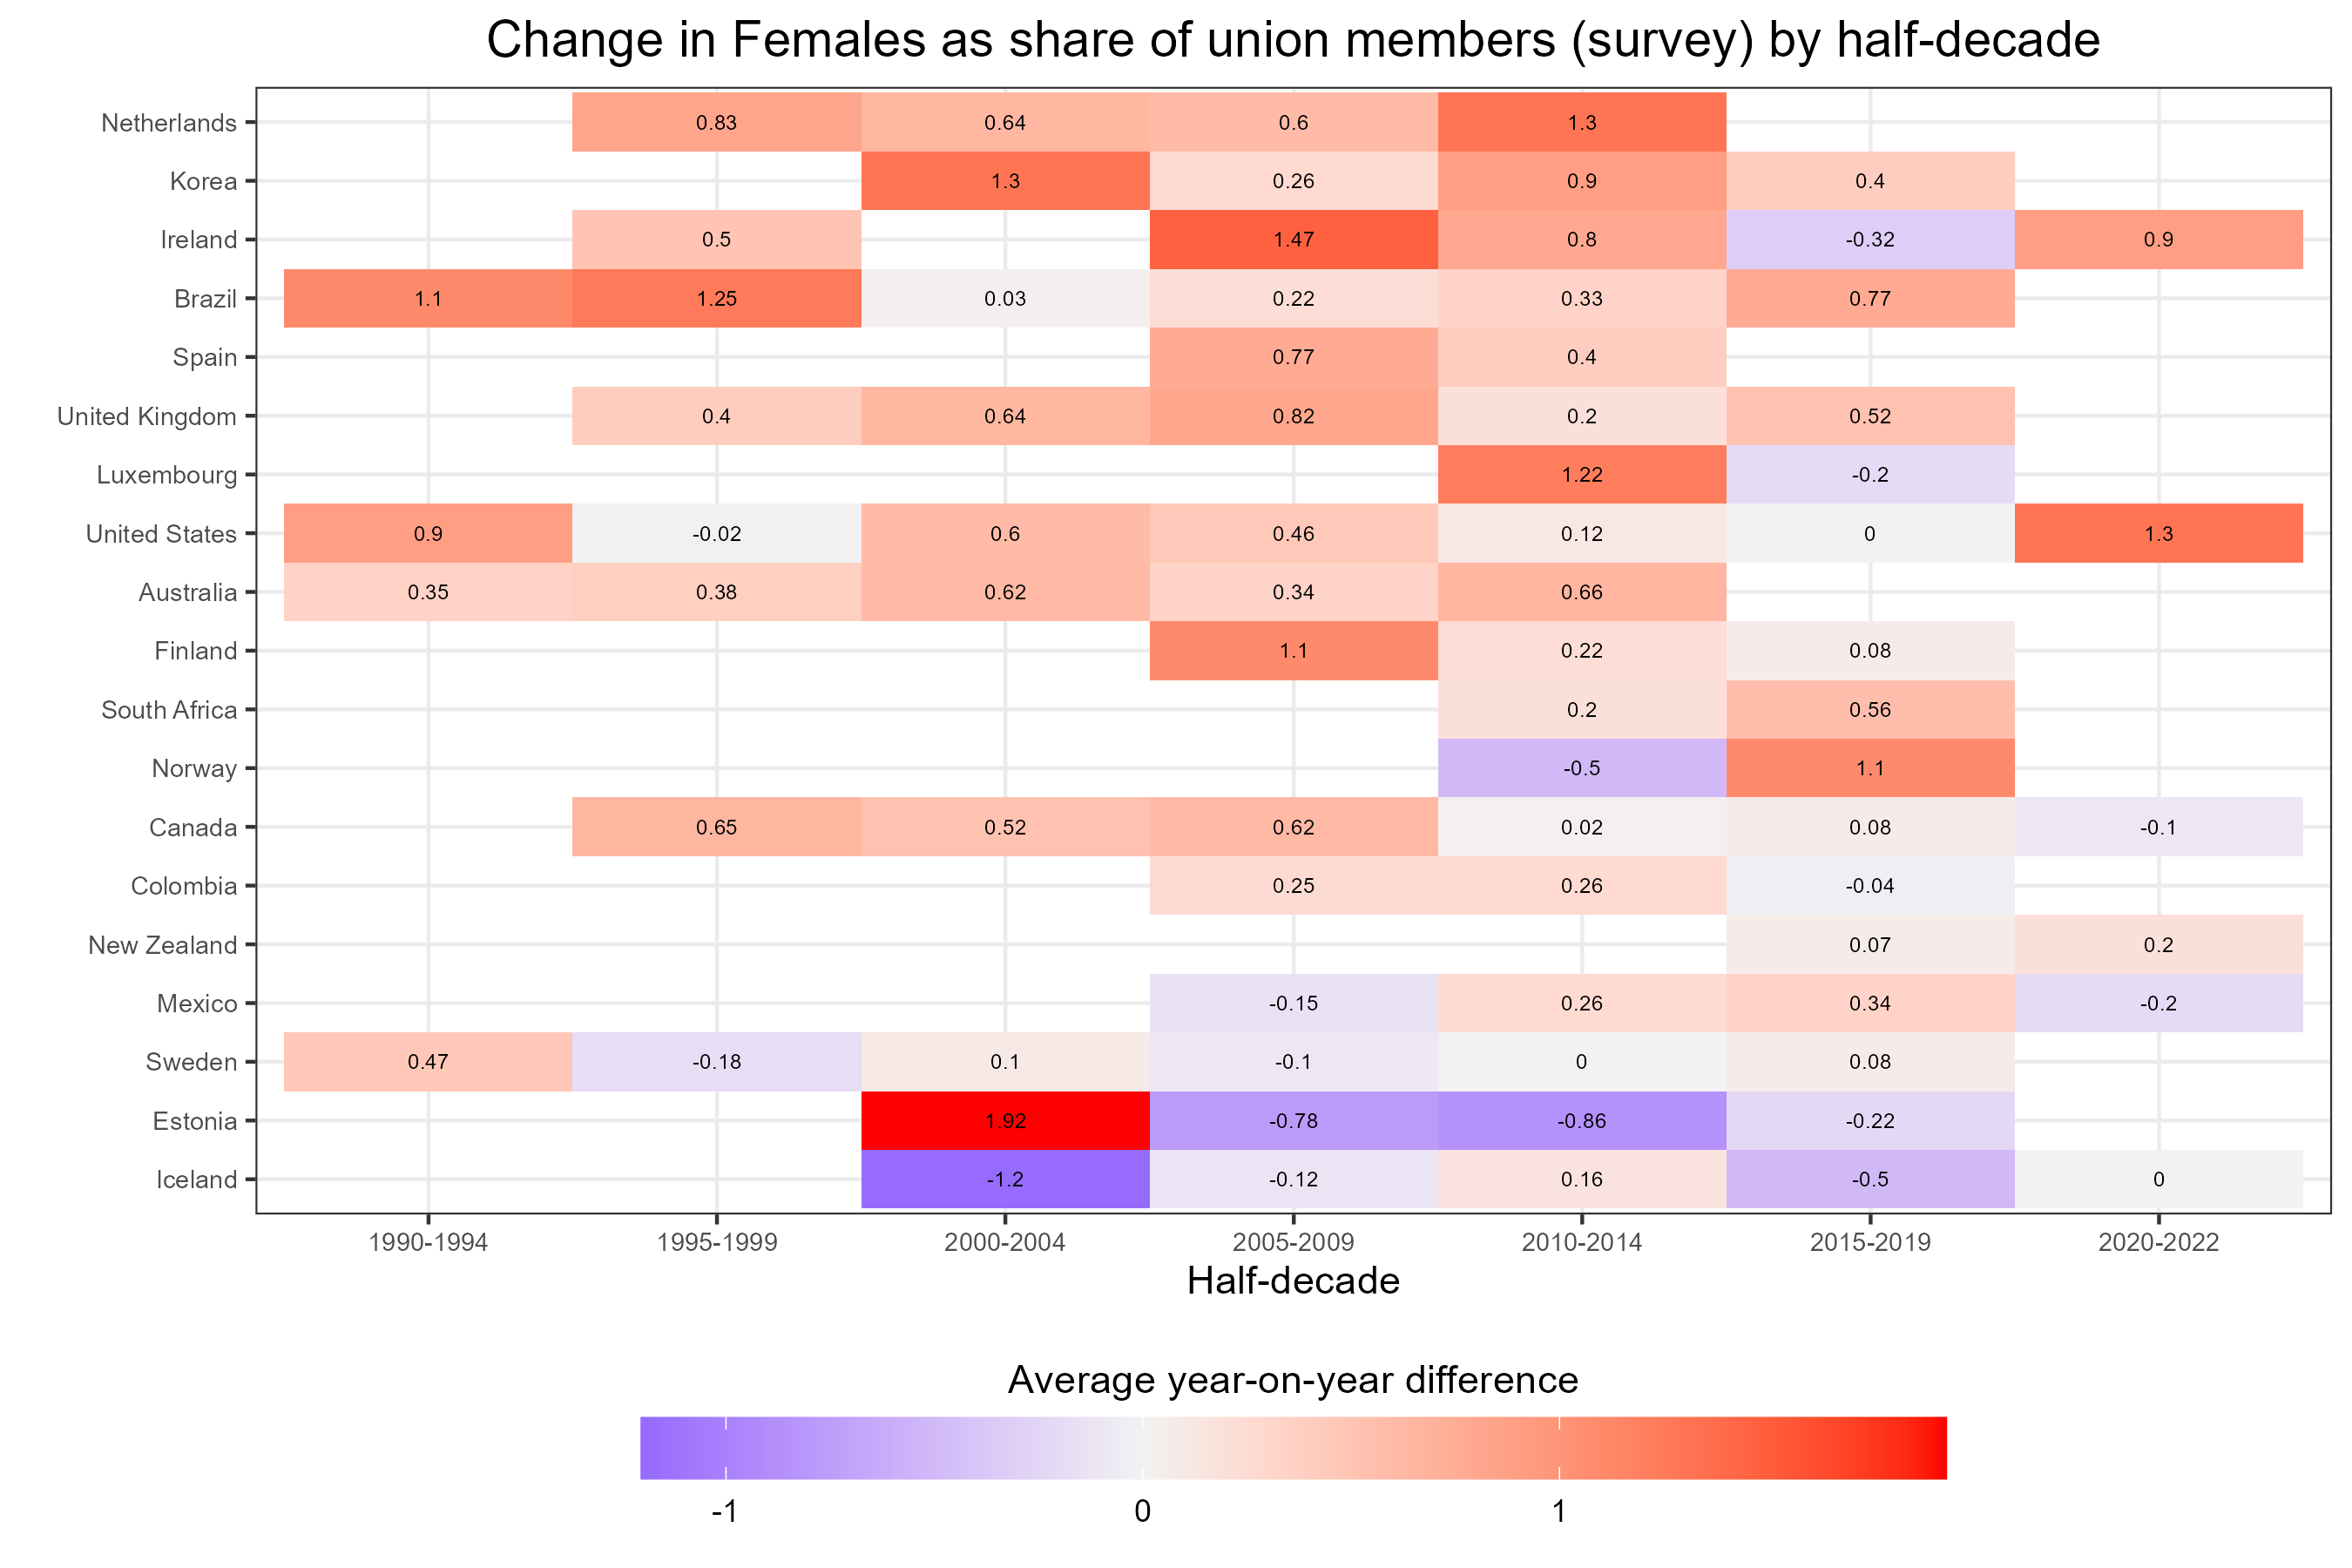 Change in Females as share of union members (survey) by half-decade
Netherlands 0.83 0.64 0.6 1.3
Korea 1.3 0.26 0.9 0.4
Ireland 0.5 1.47 0.8 -0.32 0.9
Brazil 1.1 1.25 0.03 0.22 0.33 0.77
Spain 0.77 0.4
United Kingdom 0.4 0.64 0.82 0.2 0.52
Luxembourg 1.22 -0.2
United States 0.9 -0.02 0.6 0.46 0.12 0 1.3
Australia 0.35 0.38 0.62 0.34 0.66
Finland 1.1 0.22 0.08
South Africa 0.2 0.56
Norway -0.5 1.1
Canada 0.65 0.52 0.62 0.02 0.08 -0.1
Colombia 0.25 0.26 -0.04
New Zealand 0.07 0.2
Mexico -0.15 0.26 0.34 -0.2
Sweden 0.47 -0.18 0.1 -0.1 0 0.08
Estonia 1.92 -0.78 -0.86 -0.22
Iceland -1.2 -0.12 0.16 -0.5 0
1990-1994 1995-1999 2000-2004 2005-2009 2010-2014 2015-2019 2020-2022
Half-decade
Average year-on-year difference
-1 0 1